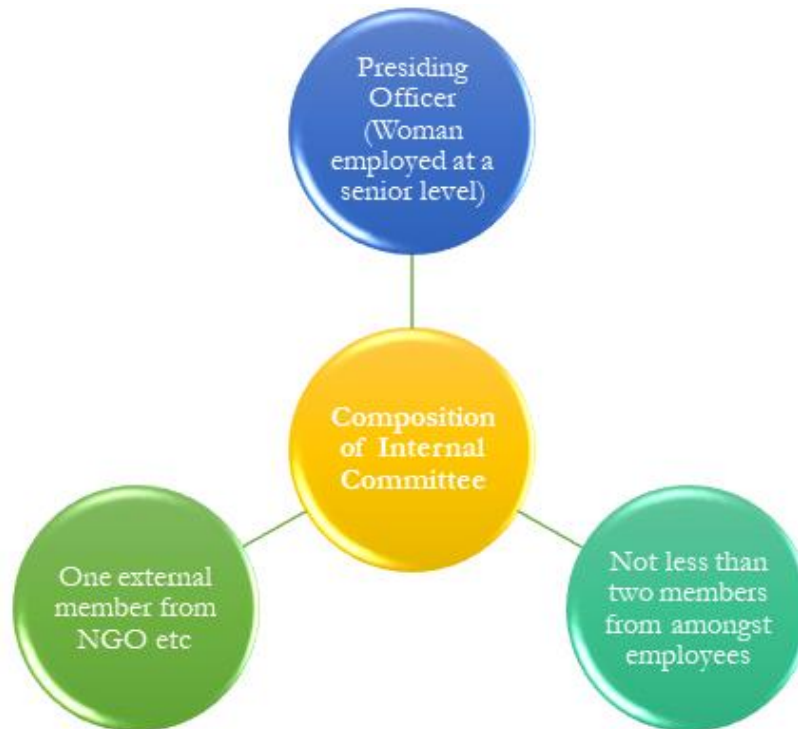 Presiding
Officer
(Woman
employed at a
senior level)
Composition
of Internal
Committee
One external
member from
NGO etc
Not less than
two members
from amongst
employees